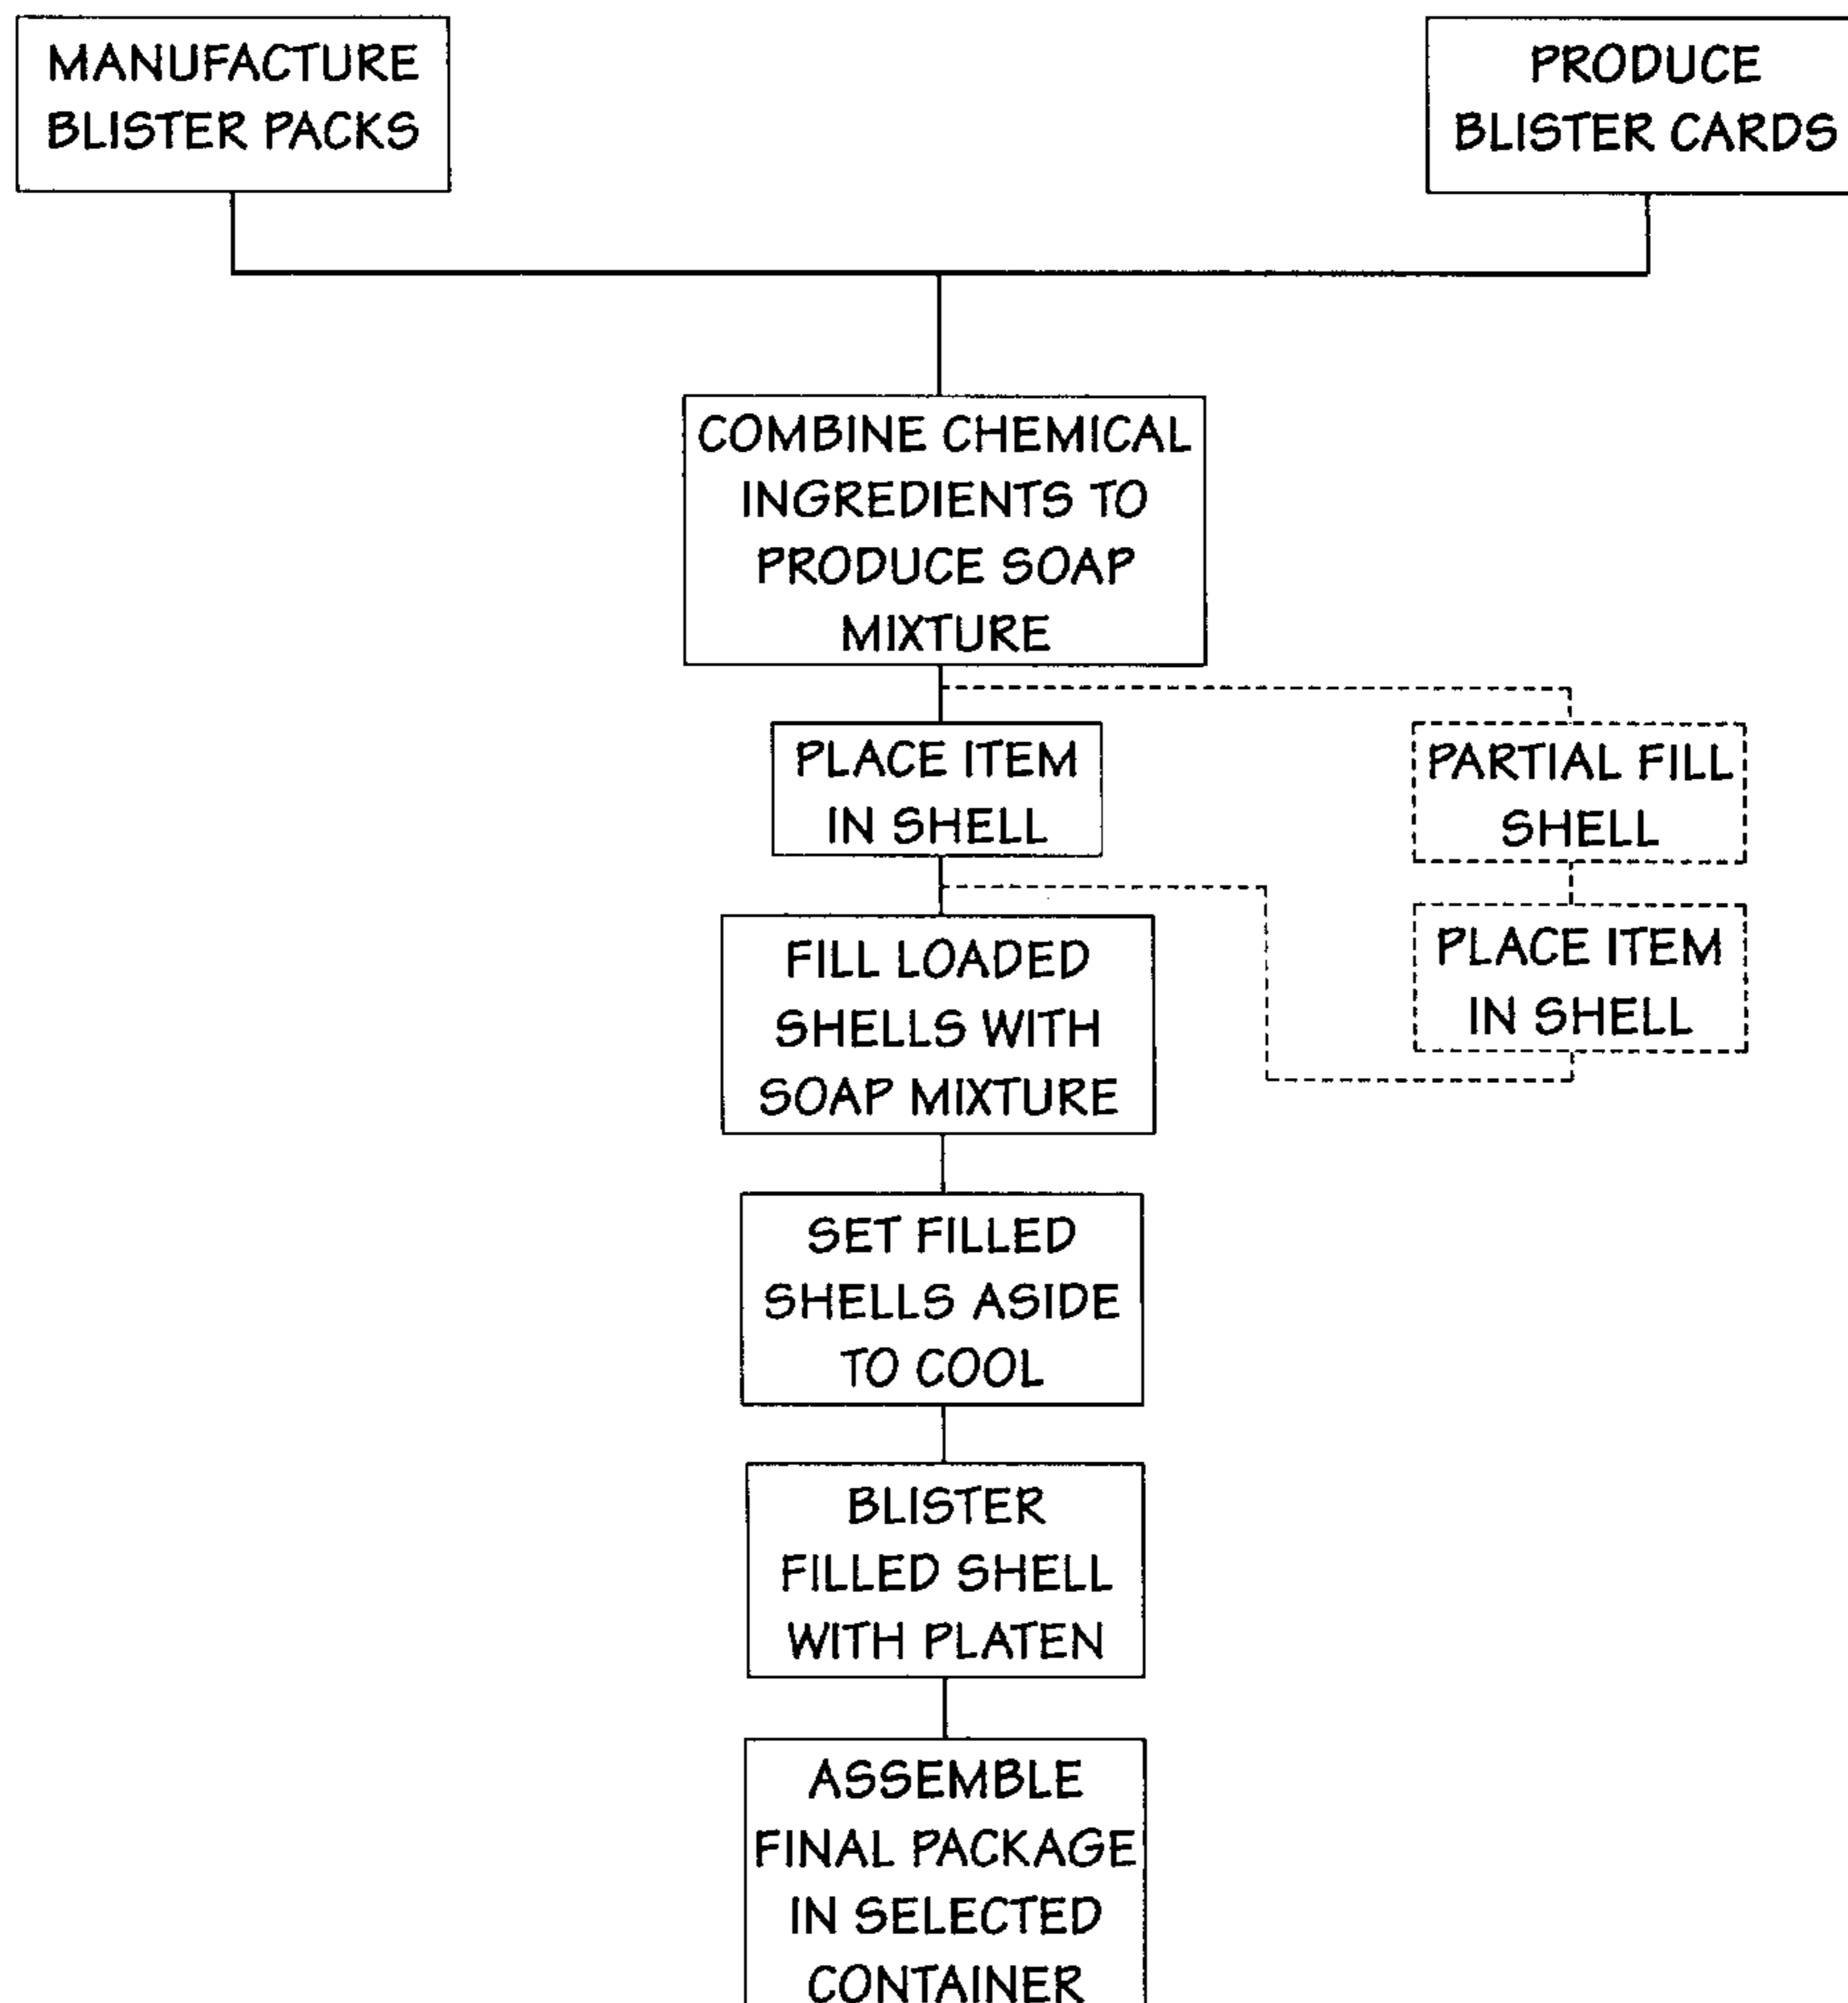 MANUFACTURE
BLISTER PACKS
PRODUCE
BLISTER CARDS
COMBINE CHEMICAL
INGREDIENTS TO
PRODUCE SOAP
MIXTURE
PLACE ITEM
IN SHELL
PARTIAL FILL
SHELL
PLACE ITEM
IN SHELL
FILL LOADED
SHELLS WITH
SOAP MIXTURE
SET FILLED
SHELLS ASIDE
TO COOL
BLISTER
FILLED SHELL
WITH PLATEN
ASSEMBLE
FINAL PACKAGE
IN SELECTED
CONTAINER